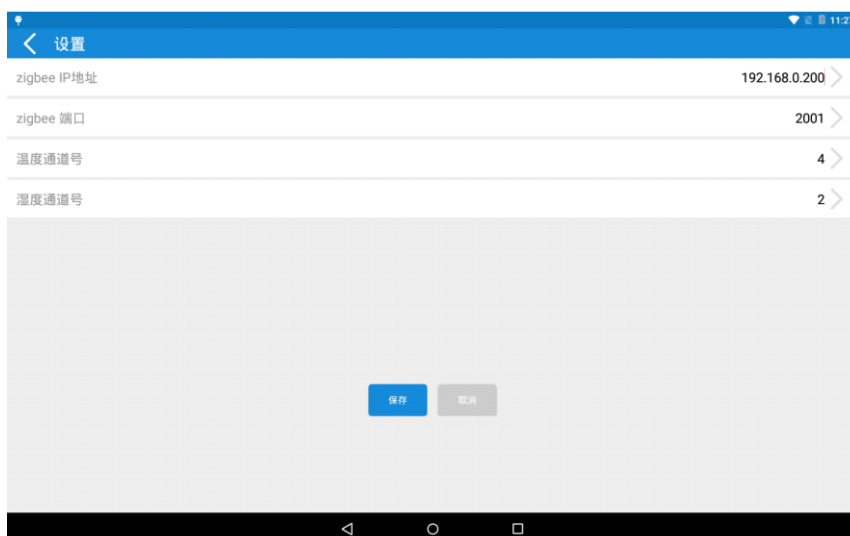 设置
zigbee IP地址 192.168.0.200
zigbee 端口 2001
温度通道号 4
湿度通道号 2
保存 取消